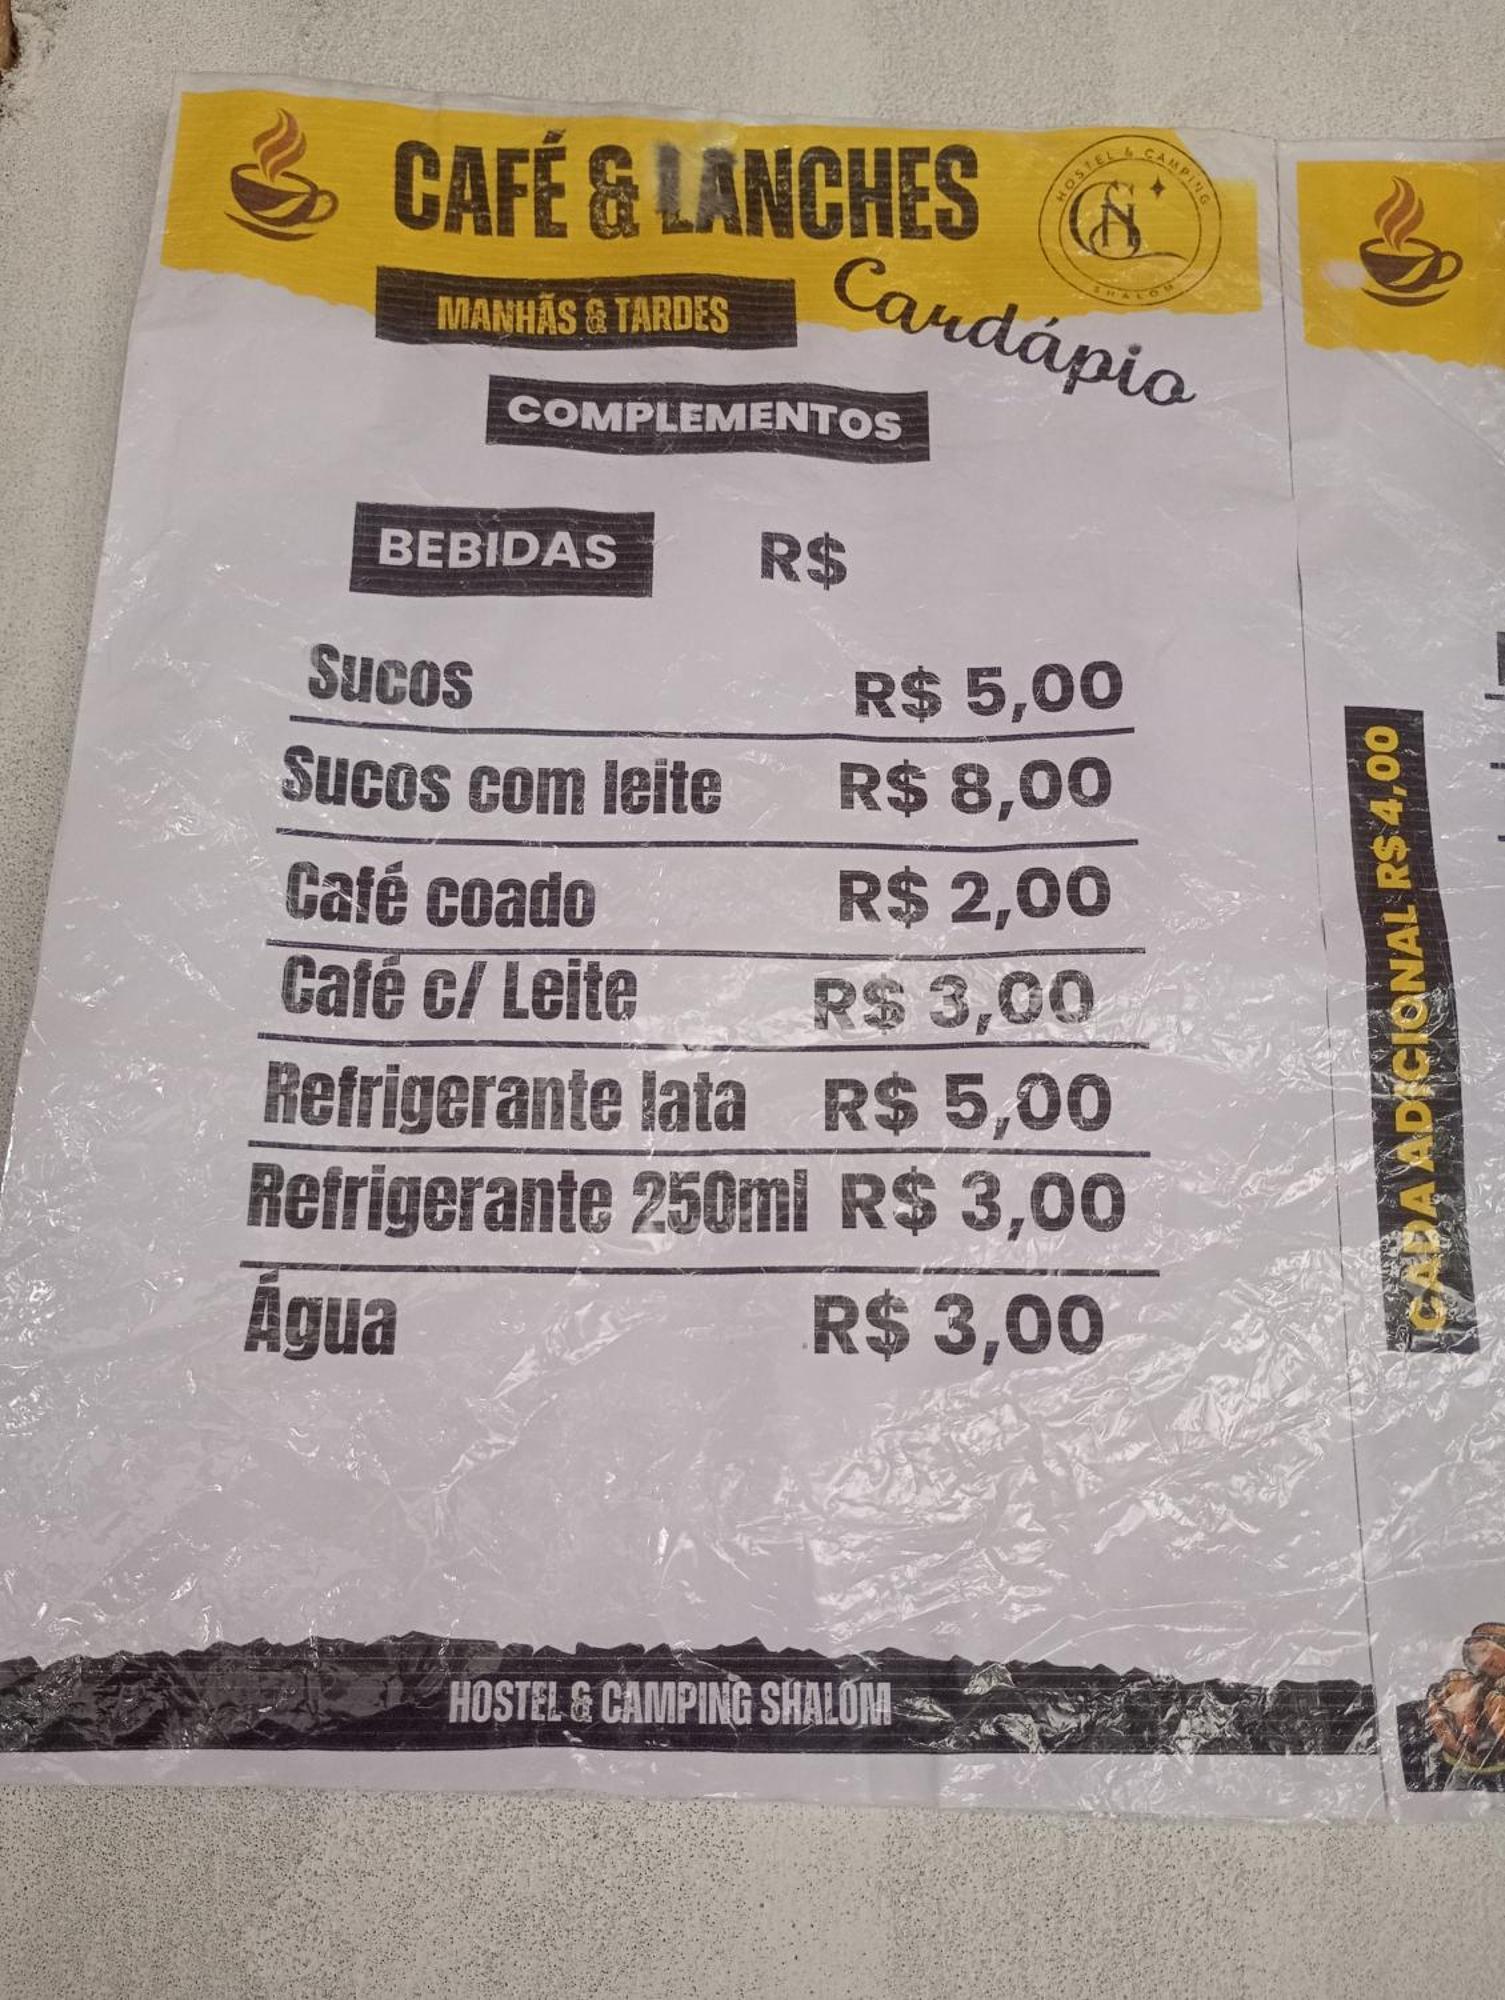 CAFÉ & LANCHES
HOSTEL & CAMPING
SHALOM
MANHÃS & TARDES
Cardápio
COMPLEMENTOS
BEBIDAS R$
Sucos R$ 5,00
Sucos com leite R$ 8,00
Café coado R$ 2,00
Café c/ Leite R$ 3,00
Refrigerante lata R$ 5,00
Refrigerante 250ml R$ 3,00
Água R$ 3,00
HOSTEL & CAMPING SHALOM
CADA ADICIONAL R$ 4,00